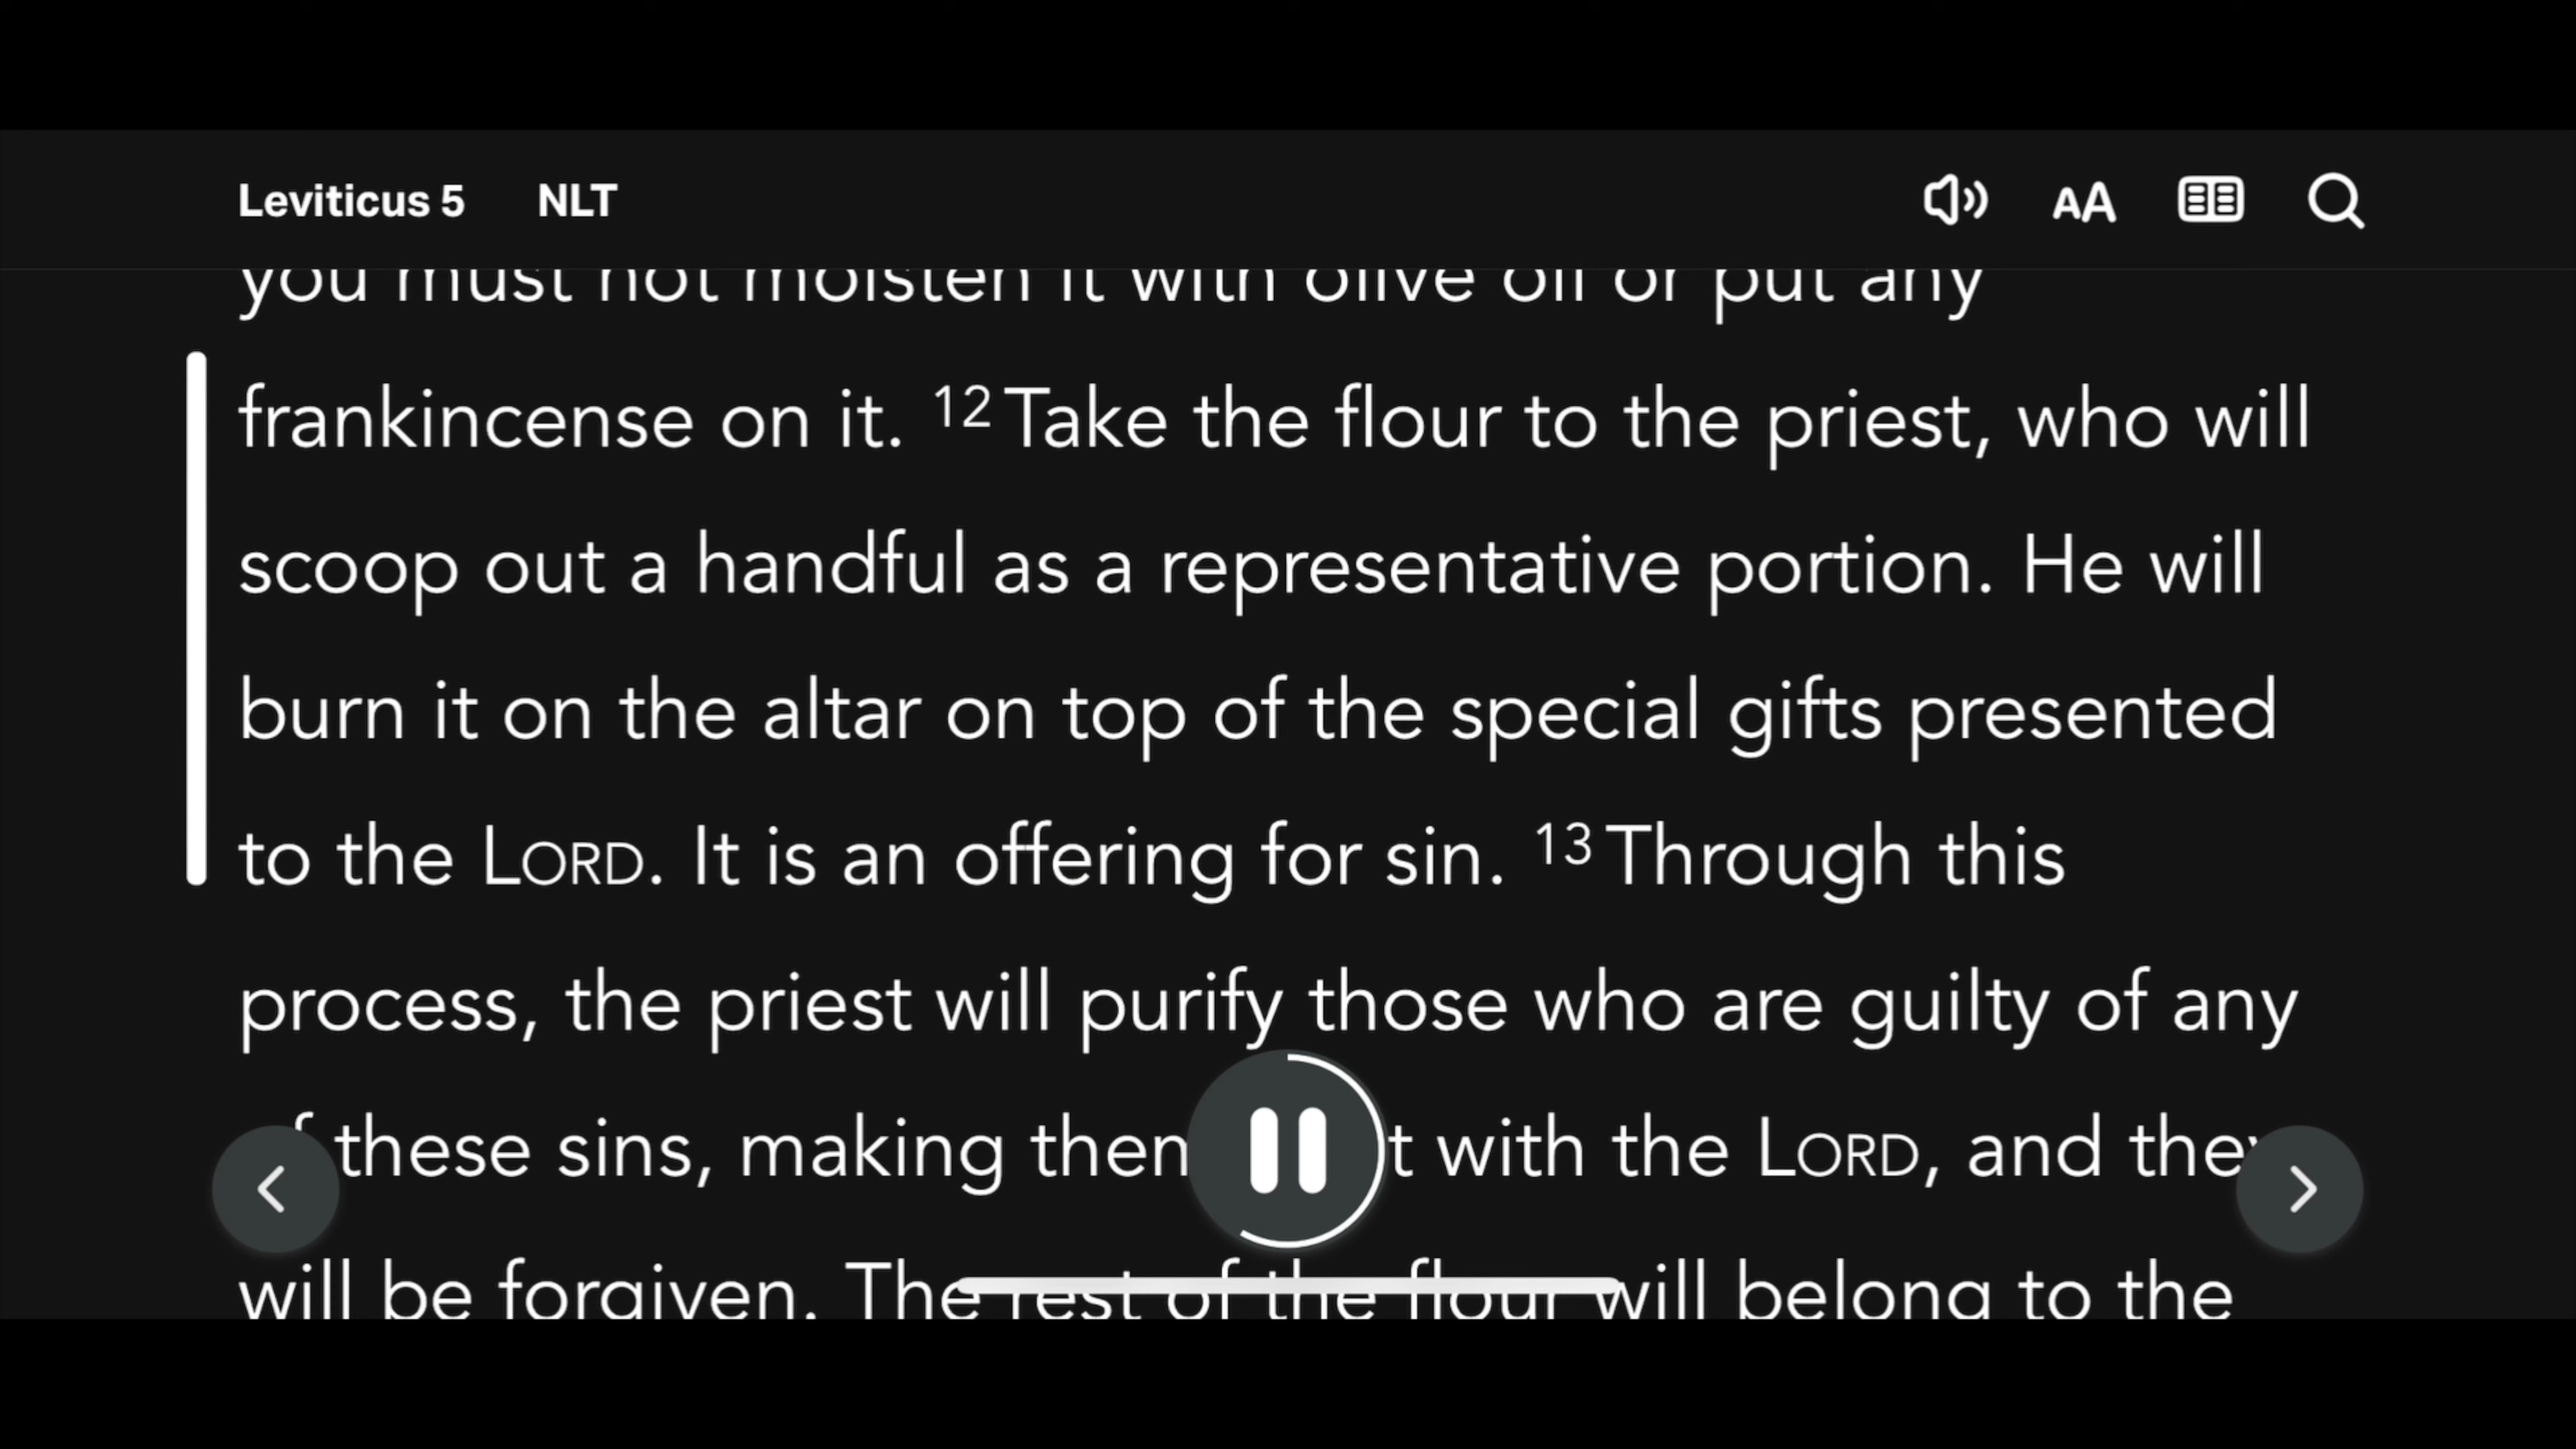 Leviticus 5 NLT AA
you must not moisten it with olive oil or put any
frankincense on it. 12 Take the flour to the priest, who will
scoop out a handful as a representative portion. He will
burn it on the altar on top of the special gifts presented
to the LORD. It is an offering for sin. 13 Through this
process, the priest will purify those who are guilty of any
these sins, making with the LORD, and
will be forgiven. The rest of the flour will belong to the